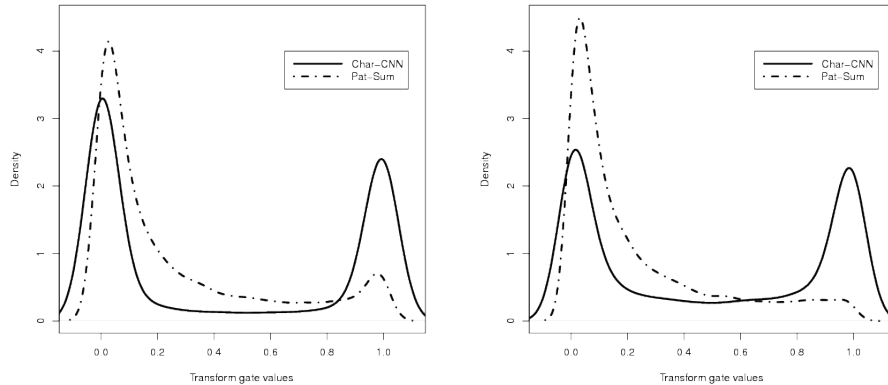 4
3
2
1
0
Density
Char-CNN
Pat-Sum
0.0 0.2 0.4 0.6 0.8 1.0
Transform gate values
4
3
2
1
0
Density
Char-CNN
Pat-Sum
0.0 0.2 0.4 0.6 0.8 1.0
Transform gate values